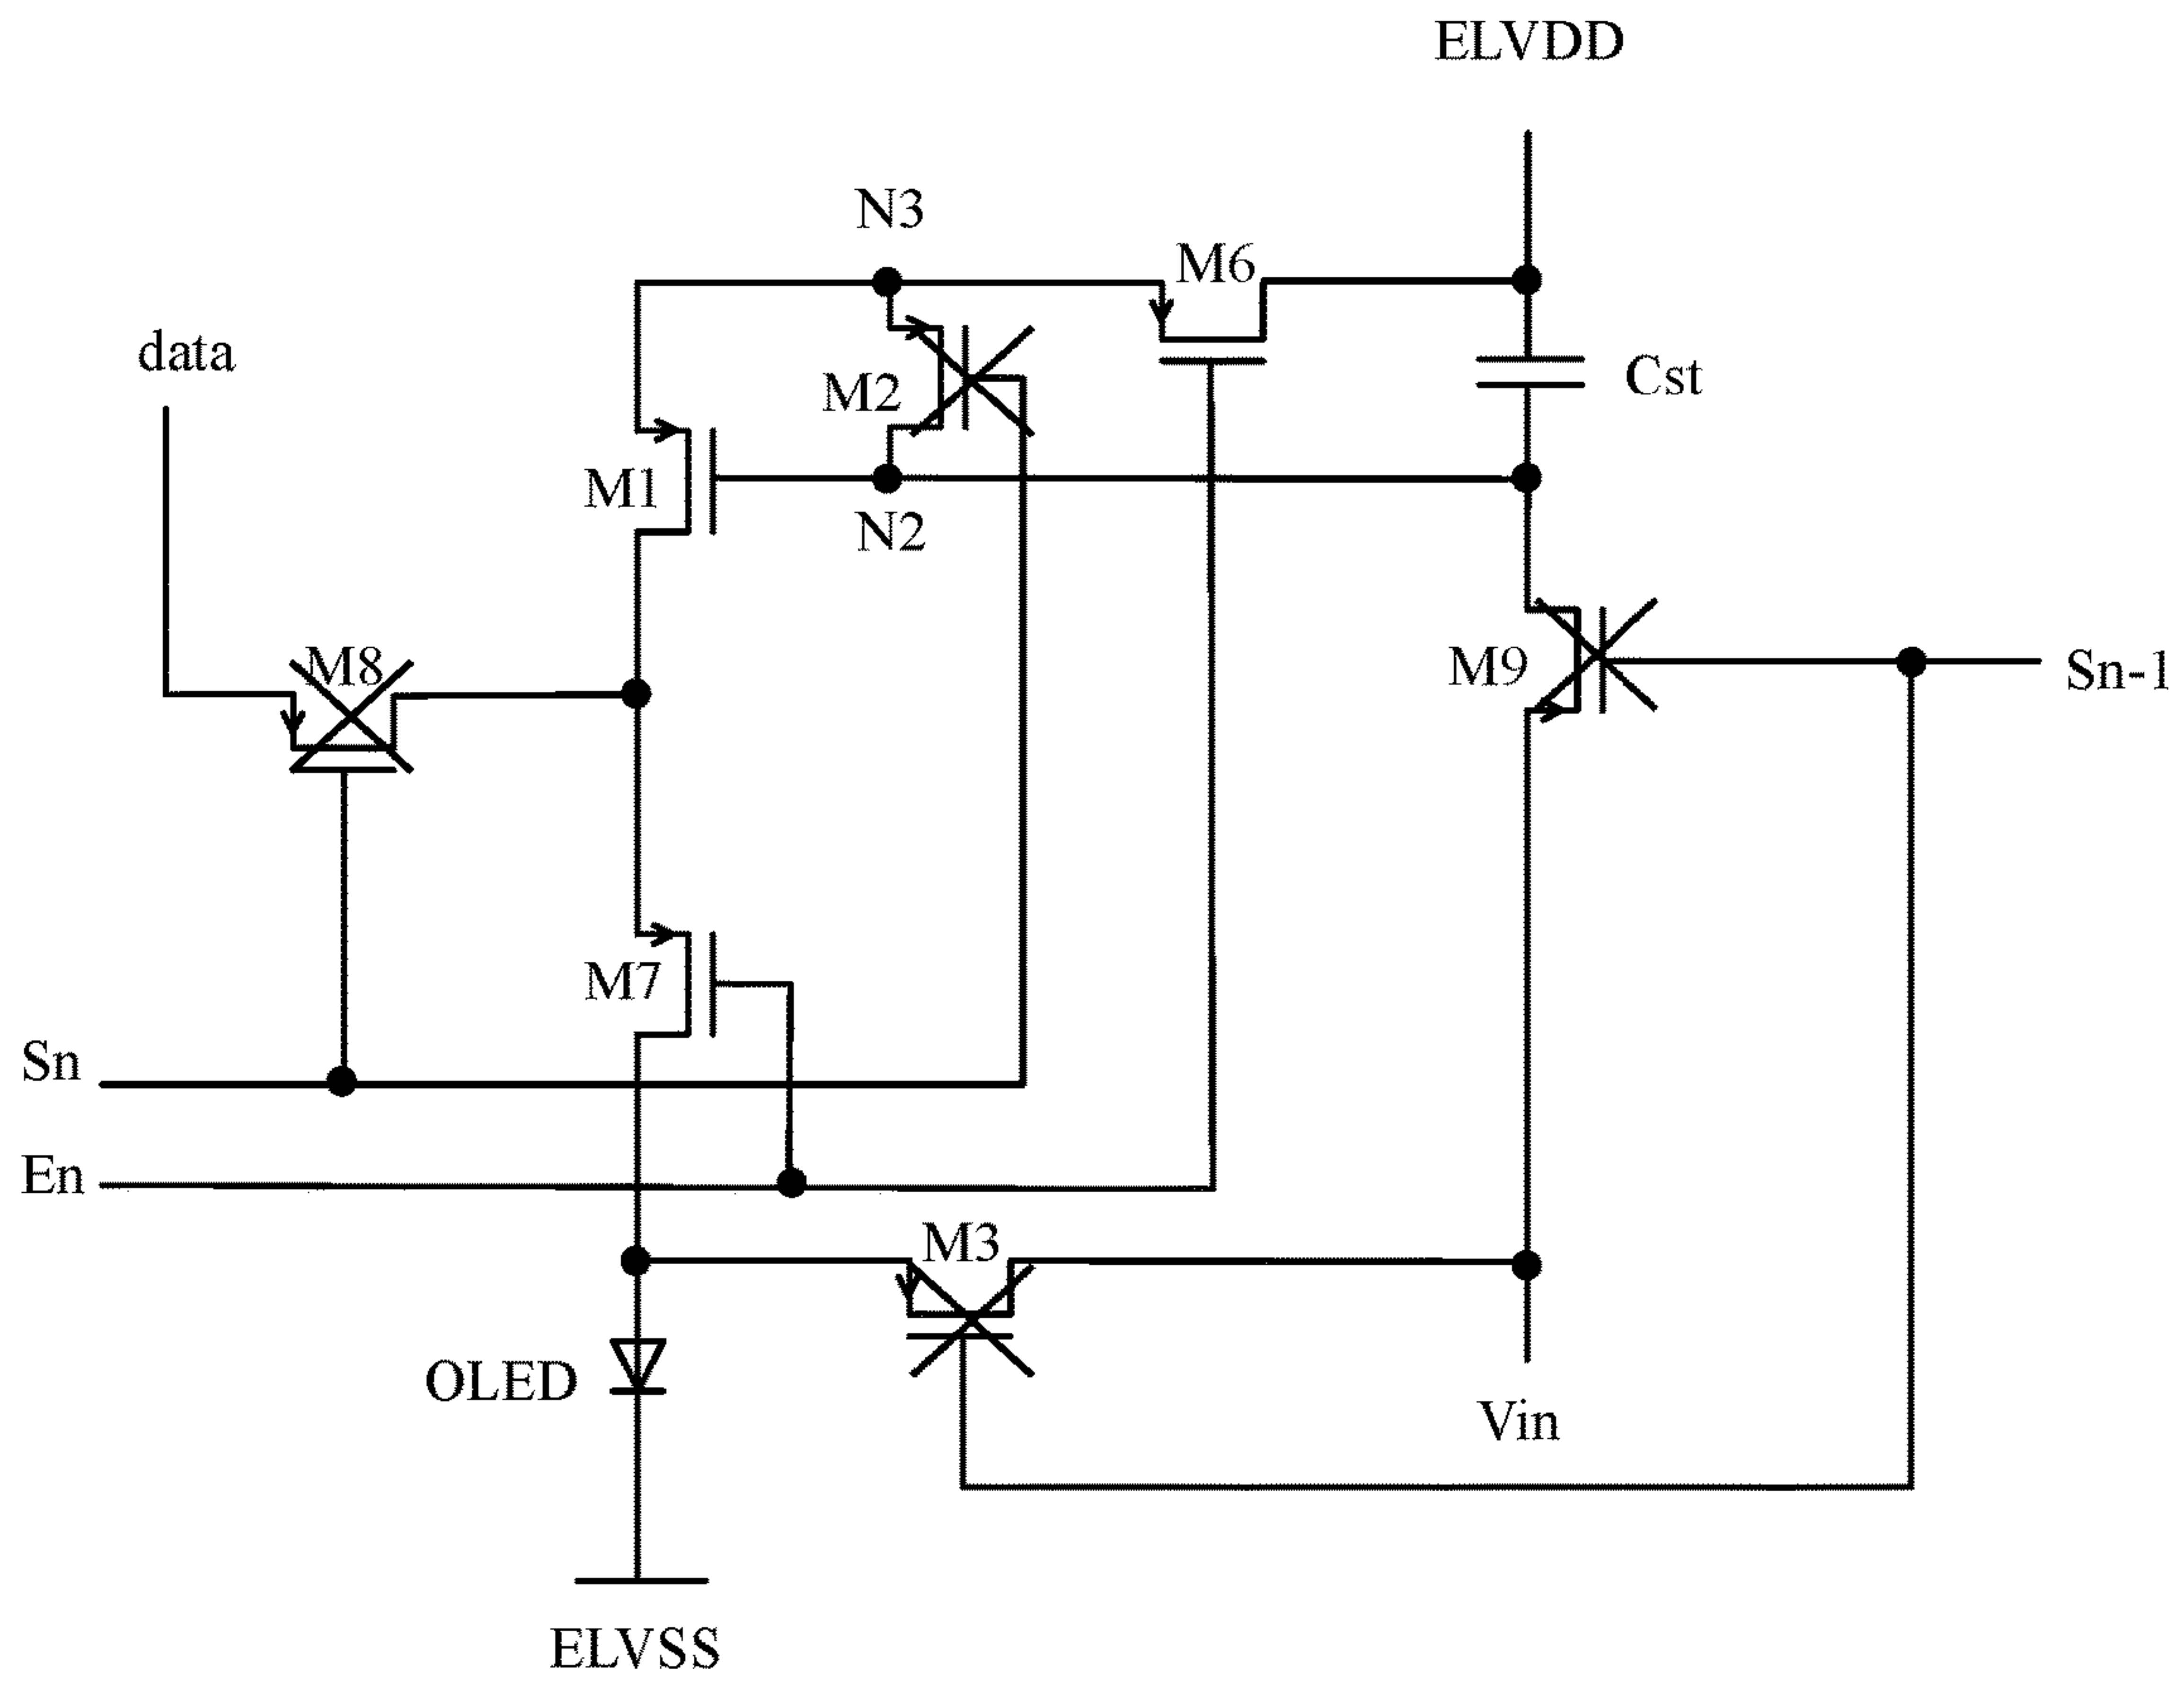 ELVDD
N3
M6
data
M2
Cst
M1
N2
M8
M9
Sn-1
M7
Sn
En
M3
OLED
Vin
ELVSS